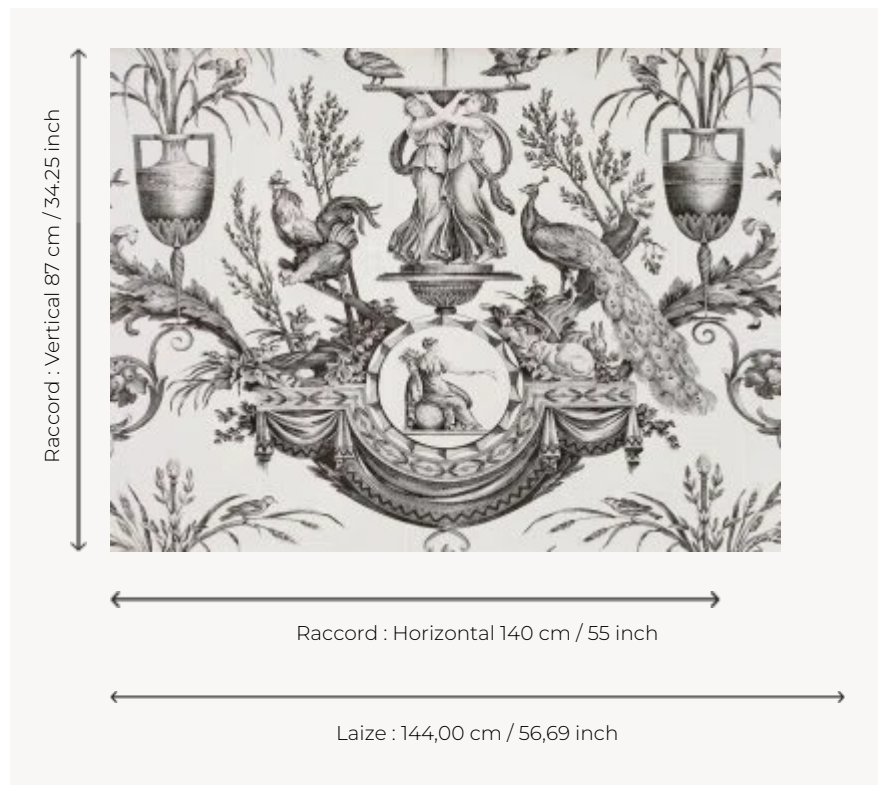 Raccord : Vertical 87 cm / 34.25 inch
Raccord : Horizontal 140 cm / 55 inch
Laize : 144,00 cm / 56,69 inch